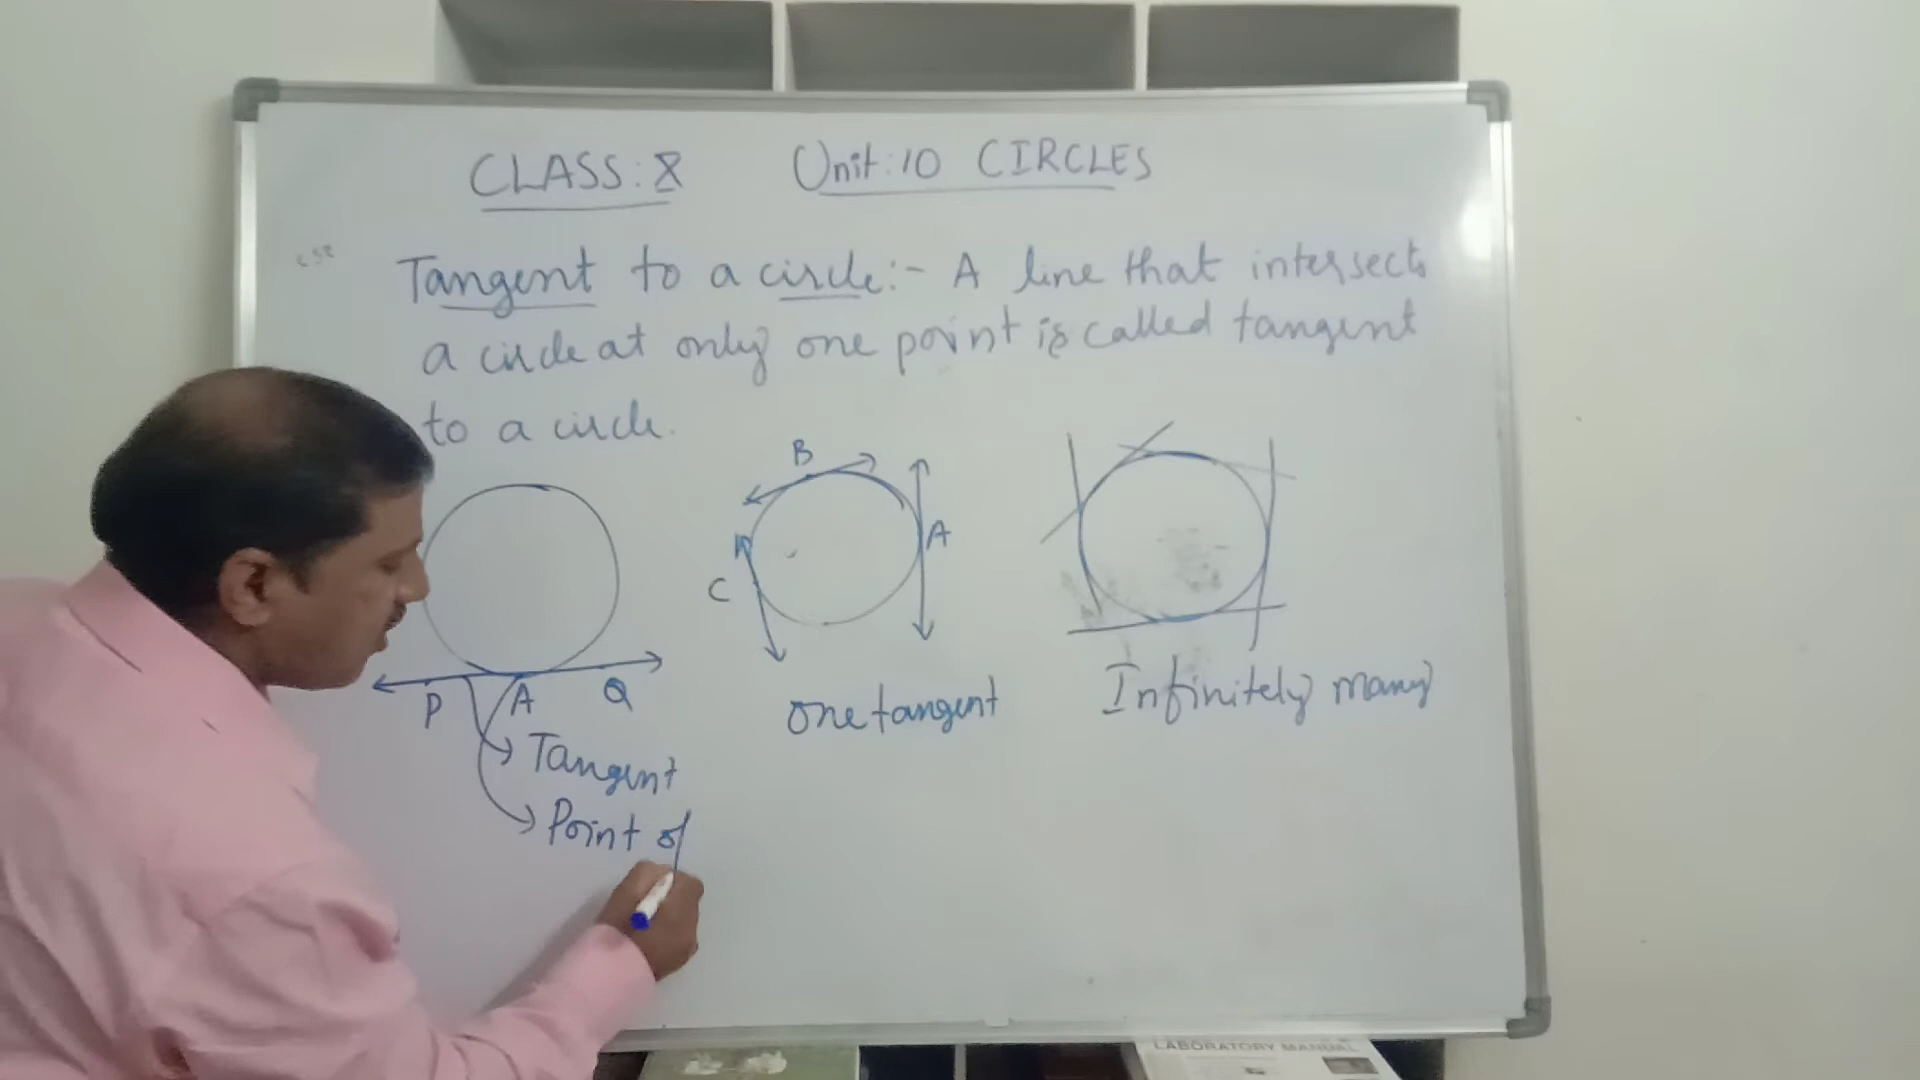 CLASS: X Unit: 10 CIRCLES
Tangent to a circle:- A line that intersects
a circle at only one point is called tangent
to a circle.
B
A
C
P A Q
one tangent
Infinitely many
Tangent
Point of
LABORATORY MANUAL